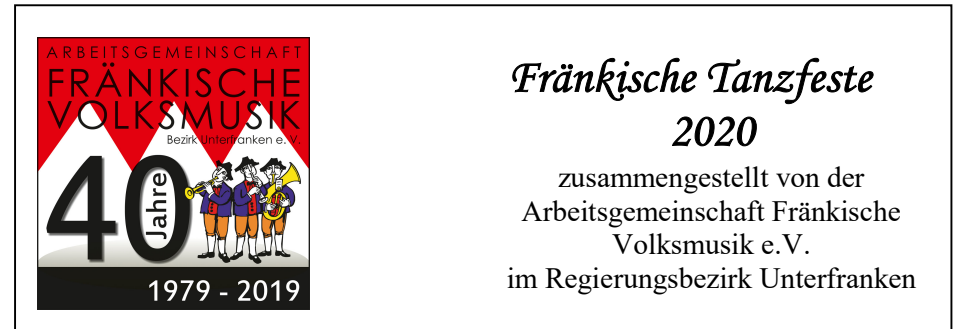 ARBEITSGEMEINSCHAFT
FRÄNKISCHE
VOLKSMUSIK
Bezirk Unterfranken e. V.
40
Jahre
1979 - 2019
Fränkische Tanzfeste
2020
zusammengestellt von der
Arbeitsgemeinschaft Fränkische
Volksmusik e.V.
im Regierungsbezirk Unterfranken